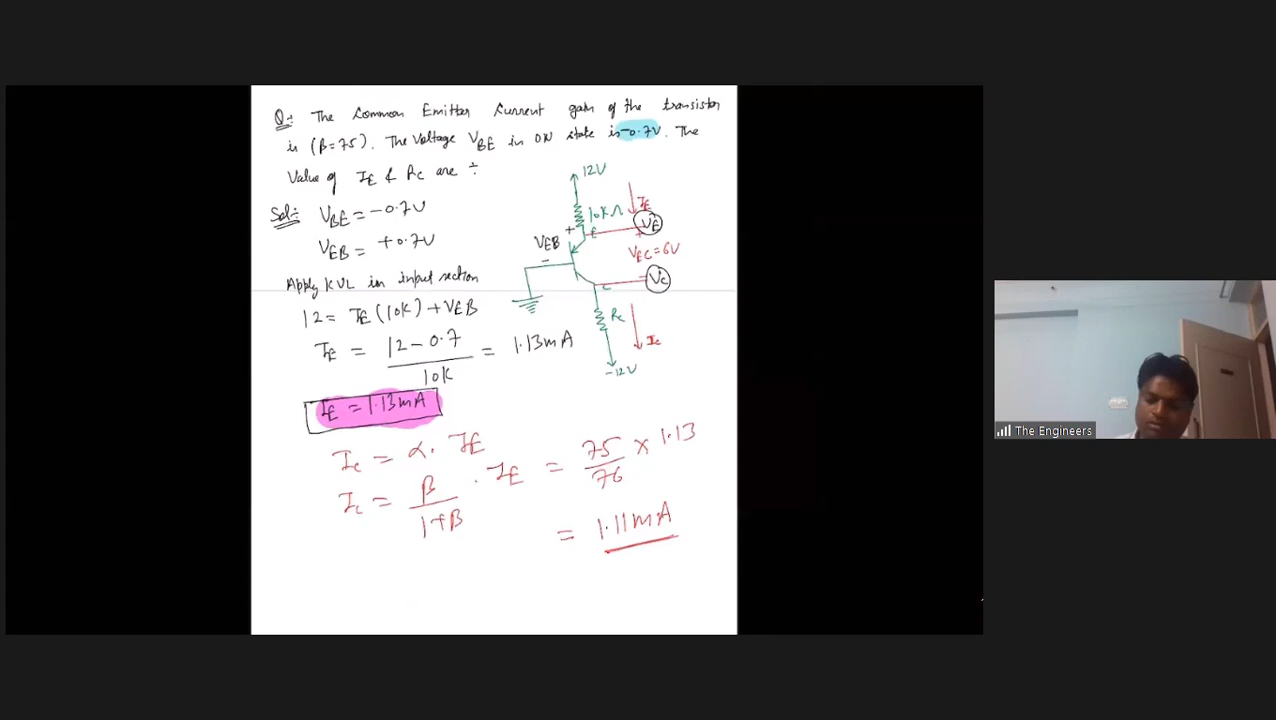 Q:- The Common Emitter Current gain of the transistor
is (β=75). The Voltage VBE in ON state is -0.7V. The
Value of IE & RC are ÷
Sol:- VBE = -0.7V
VEB = +0.7V
Apply KVL in input section
12 = IE(10K) + VEB
IE = 12-0.7 / 10K = 1.13mA
IE = 1.13mA
Ic = α. IE
Ic = β / 1+β . IE = 75/76 × 1.13
= 1.11mA
12V
10KΩ
IE
VE
+
E
+
VEB
-
VEC = 6V
-
VC
C
RC
Ic
-12V
The Engineers